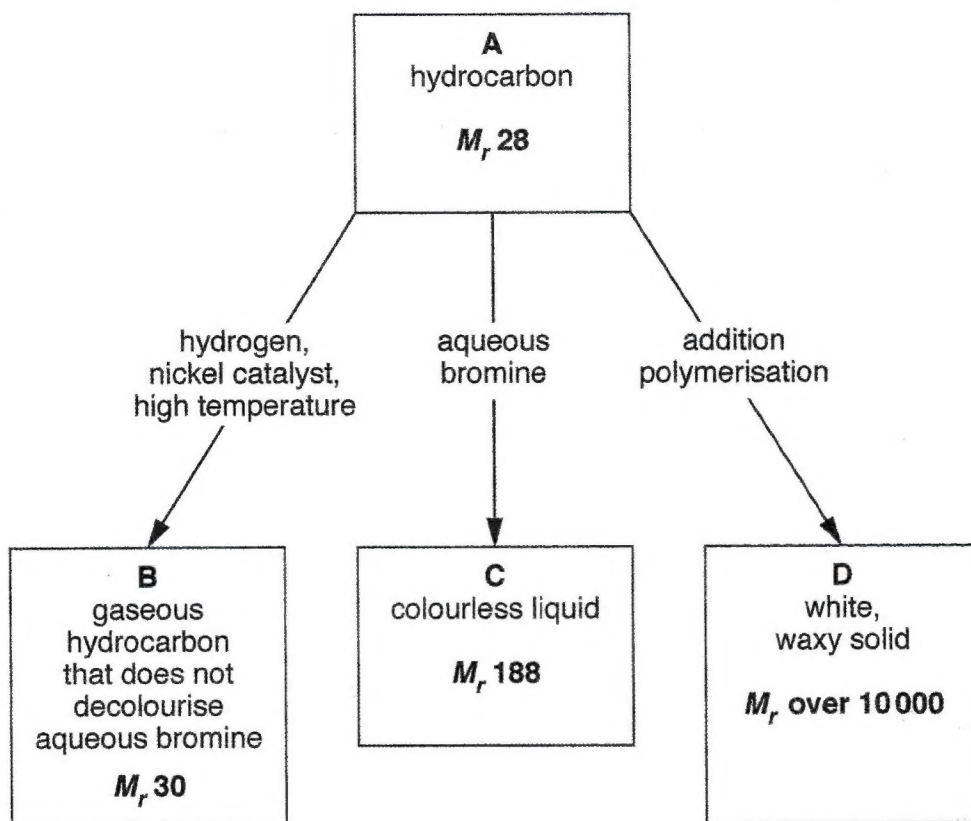 A
hydrocarbon
Mr 28
hydrogen,
nickel catalyst,
high temperature
aqueous
bromine
addition
polymerisation
B
gaseous
hydrocarbon
that does not
decolourise
aqueous bromine
Mr 30
C
colourless liquid
Mr 188
D
white,
waxy solid
Mr over 10 000